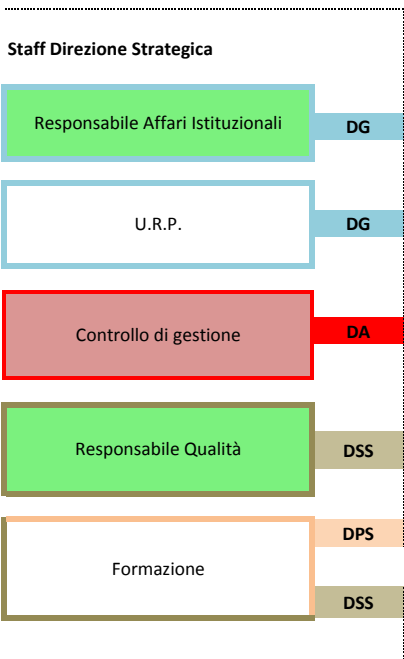 Staff Direzione Strategica
Responsabile Affari Istituzionali
DG
U.R.P.
DG
Controllo di gestione
DA
Responsabile Qualità
DSS
DPS
Formazione
DSS